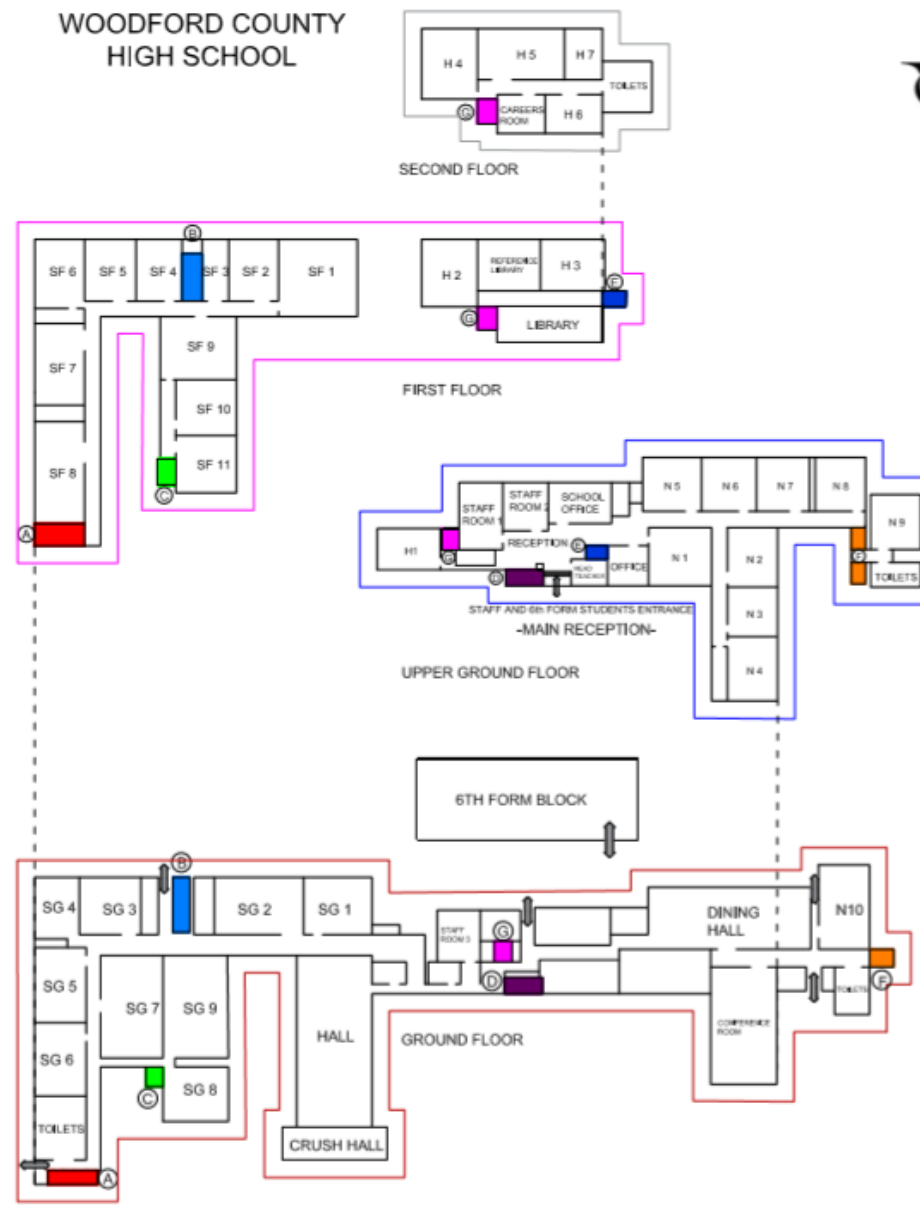 WOODFORD COUNTY
HIGH SCHOOL
H 4
H 5
H 7
TOILETS
G
CAREERS
ROOM
H 6
SECOND FLOOR
B
SF 6
SF 5
SF 4
SF 3
SF 2
SF 1
H 2
REFERENCE
LIBRARY
H 3
G
LIBRARY
SF 9
SF 7
FIRST FLOOR
SF 10
SF 8
SF 11
C
A
N 5
N 6
N 7
N 8
STAFF
ROOM 1
STAFF
ROOM 2
SCHOOL
OFFICE
N 9
H1
G
RECEPTION
E
N 1
N 2
F
D
HEAD
TEACHER
OFFICE
TOILETS
STAFF AND 6th FORM STUDENTS ENTRANCE
-MAIN RECEPTION-
N 3
UPPER GROUND FLOOR
N 4
6TH FORM BLOCK
B
SG 4
SG 3
SG 2
SG 1
STAFF
ROOM 3
G
DINING
HALL
N10
SG 5
D
F
TOILETS
SG 7
SG 9
HALL
GROUND FLOOR
CONFERENCE
ROOM
SG 6
SG 8
C
TOILETS
CRUSH HALL
A